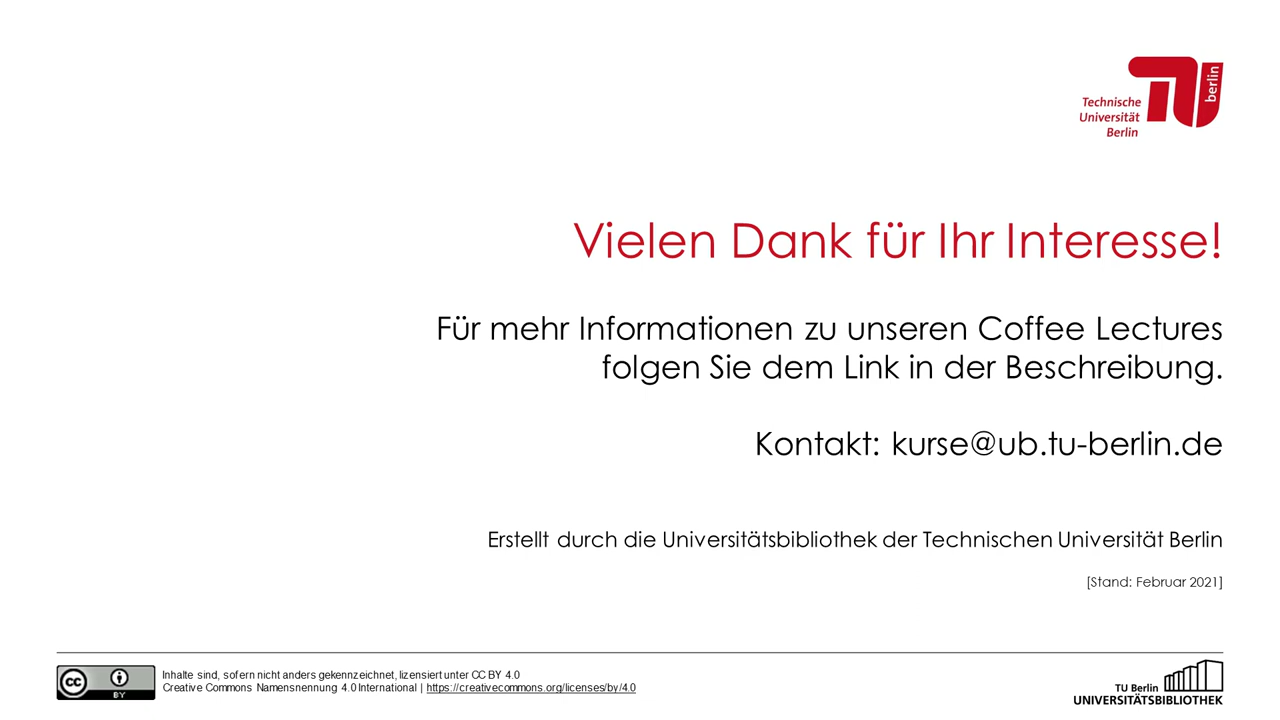 Technische
Universität
Berlin
berlin
Vielen Dank für Ihr Interesse!
Für mehr Informationen zu unseren Coffee Lectures
folgen Sie dem Link in der Beschreibung.
Kontakt: kurse@ub.tu-berlin.de
Erstellt durch die Universitätsbibliothek der Technischen Universität Berlin
[Stand: Februar 2021]
cc
BY
Inhalte sind, sofern nicht anders gekennzeichnet, lizensiert unter CC BY 4.0
Creative Commons Namensnennung 4.0 International | https://creativecommons.org/licenses/by/4.0
TU Berlin
UNIVERSITÄTSBIBLIOTHEK